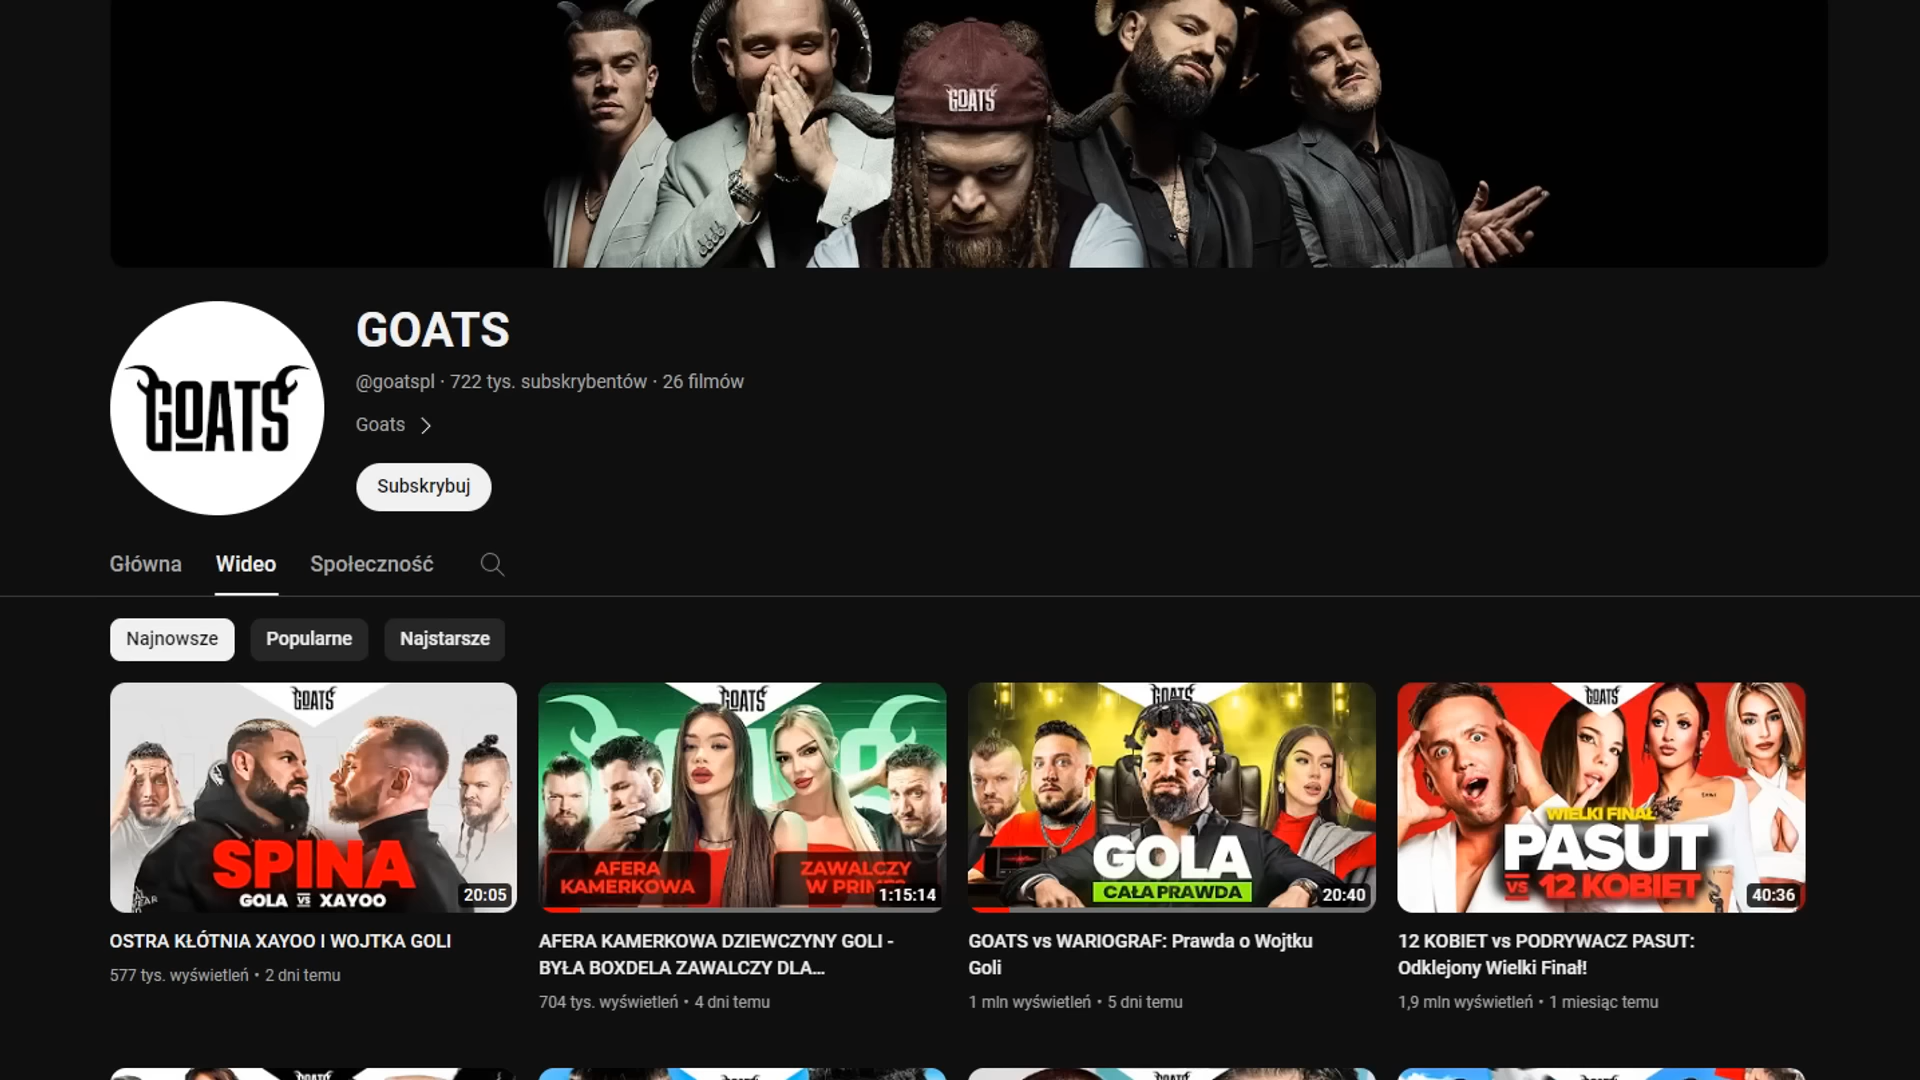 GOATS
GOATS
GOATS
@goatspl · 722 tys. subskrybentów · 26 filmów
Goats
Subskrybuj
Główna
Wideo
Społeczność
Najnowsze
Popularne
Najstarsze
GOATS
SPINA
GOLA VS XAYOO
20:05
GOATS
AFERA
KAMERKOWA
ZAWALCZY
1:15:14
GOATS
GOLA
CAŁA PRAWDA
20:40
GOATS
WIELKI FINAŁ
PASUT
VS 12 KOBIET
40:36
OSTRA KŁÓTNIA XAYOO I WOJTKA GOLI
577 tys. wyświetleń • 2 dni temu
AFERA KAMERKOWA DZIEWCZYNY GOLI -
BYŁA BOXDELA ZAWALCZY DLA...
704 tys. wyświetleń • 4 dni temu
GOATS vs WARIOGRAF: Prawda o Wojtku
Goli
1 mln wyświetleń • 5 dni temu
12 KOBIET vs PODRYWACZ PASUT:
Odklejony Wielki Finał!
1,9 mln wyświetleń • 1 miesiąc temu